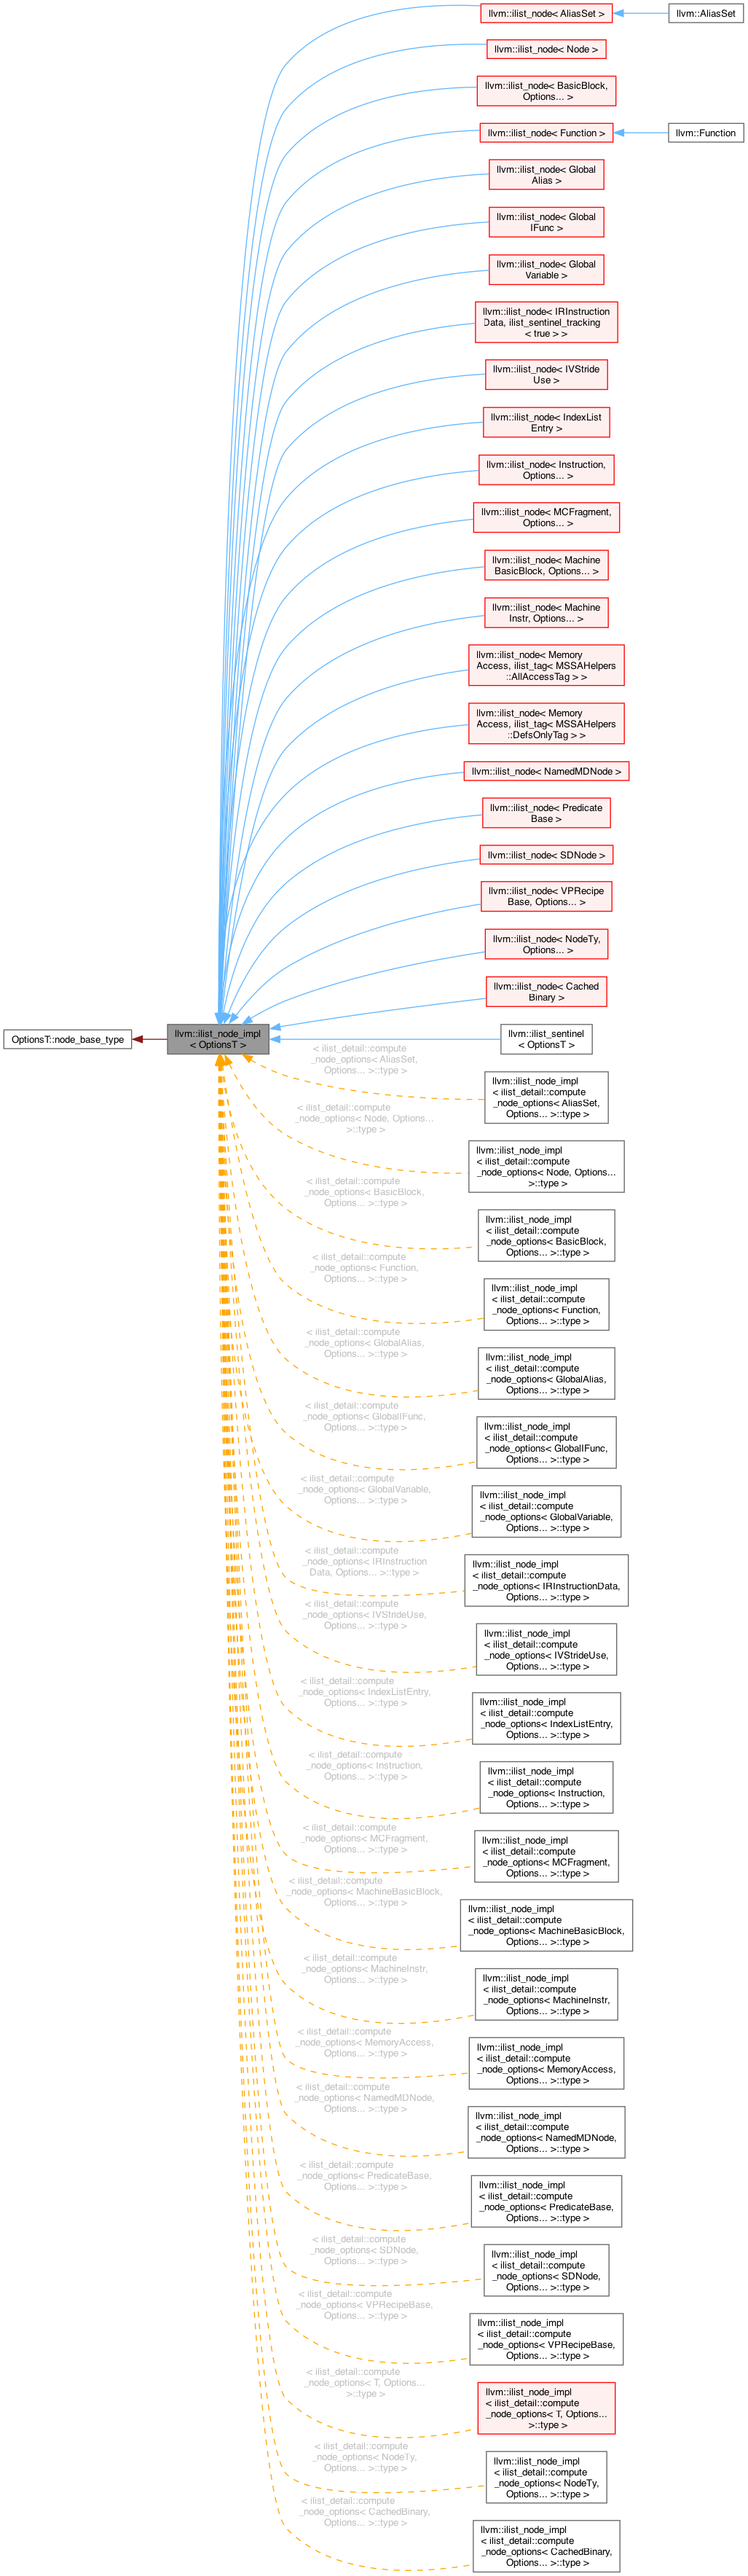 llvm::ilist_node< AliasSet >
llvm::AliasSet
llvm::ilist_node< Node >
llvm::ilist_node< BasicBlock,
Options... >
llvm::ilist_node< Function >
llvm::Function
llvm::ilist_node< Global
Alias >
llvm::ilist_node< Global
IFunc >
llvm::ilist_node< Global
Variable >
llvm::ilist_node< IRInstruction
Data, ilist_sentinel_tracking
< true > >
llvm::ilist_node< IVStride
Use >
llvm::ilist_node< IndexList
Entry >
llvm::ilist_node< Instruction,
Options... >
llvm::ilist_node< MCFragment,
Options... >
llvm::ilist_node< Machine
BasicBlock, Options... >
llvm::ilist_node< Machine
Instr, Options... >
llvm::ilist_node< Memory
Access, ilist_tag< MSSAHelpers
::AllAccessTag > >
llvm::ilist_node< Memory
Access, ilist_tag< MSSAHelpers
::DefsOnlyTag > >
llvm::ilist_node< NamedMDNode >
llvm::ilist_node< Predicate
Base >
llvm::ilist_node< SDNode >
llvm::ilist_node< VPRecipe
Base, Options... >
llvm::ilist_node< NodeTy,
Options... >
llvm::ilist_node< Cached
Binary >
OptionsT::node_base_type
llvm::ilist_node_impl
< OptionsT >
llvm::ilist_sentinel
< OptionsT >
< ilist_detail::compute
_node_options< AliasSet,
Options... >::type >
llvm::ilist_node_impl
< ilist_detail::compute
_node_options< AliasSet,
Options... >::type >
< ilist_detail::compute
_node_options< Node, Options...
>::type >
llvm::ilist_node_impl
< ilist_detail::compute
_node_options< Node, Options...
>::type >
< ilist_detail::compute
_node_options< BasicBlock,
Options... >::type >
llvm::ilist_node_impl
< ilist_detail::compute
_node_options< BasicBlock,
Options... >::type >
< ilist_detail::compute
_node_options< Function,
Options... >::type >
llvm::ilist_node_impl
< ilist_detail::compute
_node_options< Function,
Options... >::type >
< ilist_detail::compute
_node_options< GlobalAlias,
Options... >::type >
llvm::ilist_node_impl
< ilist_detail::compute
_node_options< GlobalAlias,
Options... >::type >
< ilist_detail::compute
_node_options< GlobalIFunc,
Options... >::type >
llvm::ilist_node_impl
< ilist_detail::compute
_node_options< GlobalIFunc,
Options... >::type >
< ilist_detail::compute
_node_options< GlobalVariable,
Options... >::type >
llvm::ilist_node_impl
< ilist_detail::compute
_node_options< GlobalVariable,
Options... >::type >
< ilist_detail::compute
_node_options< IRInstruction
Data, Options... >::type >
llvm::ilist_node_impl
< ilist_detail::compute
_node_options< IRInstructionData,
Options... >::type >
< ilist_detail::compute
_node_options< IVStrideUse,
Options... >::type >
llvm::ilist_node_impl
< ilist_detail::compute
_node_options< IVStrideUse,
Options... >::type >
< ilist_detail::compute
_node_options< IndexListEntry,
Options... >::type >
llvm::ilist_node_impl
< ilist_detail::compute
_node_options< IndexListEntry,
Options... >::type >
< ilist_detail::compute
_node_options< Instruction,
Options... >::type >
llvm::ilist_node_impl
< ilist_detail::compute
_node_options< Instruction,
Options... >::type >
< ilist_detail::compute
_node_options< MCFragment,
Options... >::type >
llvm::ilist_node_impl
< ilist_detail::compute
_node_options< MCFragment,
Options... >::type >
< ilist_detail::compute
_node_options< MachineBasicBlock,
Options... >::type >
llvm::ilist_node_impl
< ilist_detail::compute
_node_options< MachineBasicBlock,
Options... >::type >
< ilist_detail::compute
_node_options< MachineInstr,
Options... >::type >
llvm::ilist_node_impl
< ilist_detail::compute
_node_options< MachineInstr,
Options... >::type >
< ilist_detail::compute
_node_options< MemoryAccess,
Options... >::type >
llvm::ilist_node_impl
< ilist_detail::compute
_node_options< MemoryAccess,
Options... >::type >
< ilist_detail::compute
_node_options< NamedMDNode,
Options... >::type >
llvm::ilist_node_impl
< ilist_detail::compute
_node_options< NamedMDNode,
Options... >::type >
< ilist_detail::compute
_node_options< PredicateBase,
Options... >::type >
llvm::ilist_node_impl
< ilist_detail::compute
_node_options< PredicateBase,
Options... >::type >
< ilist_detail::compute
_node_options< SDNode,
Options... >::type >
llvm::ilist_node_impl
< ilist_detail::compute
_node_options< SDNode,
Options... >::type >
< ilist_detail::compute
_node_options< VPRecipeBase,
Options... >::type >
llvm::ilist_node_impl
< ilist_detail::compute
_node_options< VPRecipeBase,
Options... >::type >
< ilist_detail::compute
_node_options< T, Options...
>::type >
llvm::ilist_node_impl
< ilist_detail::compute
_node_options< T, Options...
>::type >
< ilist_detail::compute
_node_options< NodeTy,
Options... >::type >
llvm::ilist_node_impl
< ilist_detail::compute
_node_options< NodeTy,
Options... >::type >
< ilist_detail::compute
_node_options< CachedBinary,
Options... >::type >
llvm::ilist_node_impl
< ilist_detail::compute
_node_options< CachedBinary,
Options... >::type >